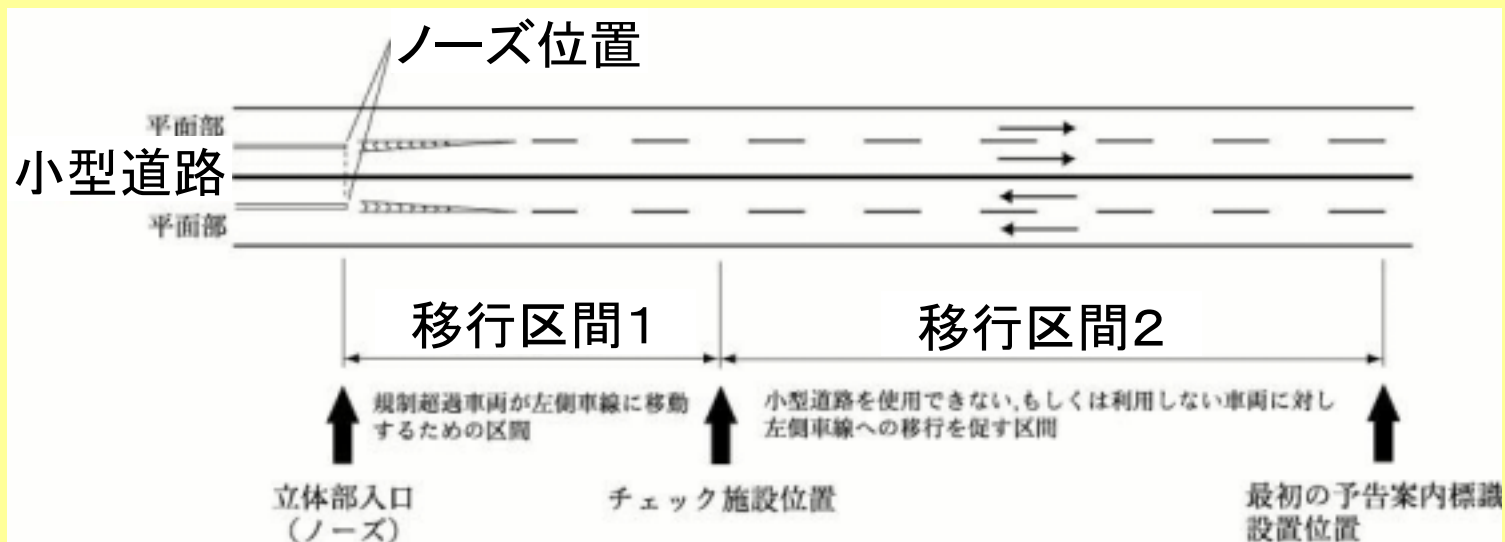 ノーズ位置
平面部
小型道路
平面部
移行区間1
移行区間2
規制超過車両が左側車線に移動
するための区間
小型道路を使用できない,もしくは利用しない車両に対し
左側車線への移行を促す区間
立体部入口
（ノーズ）
チェック施設位置
最初の予告案内標識
設置位置